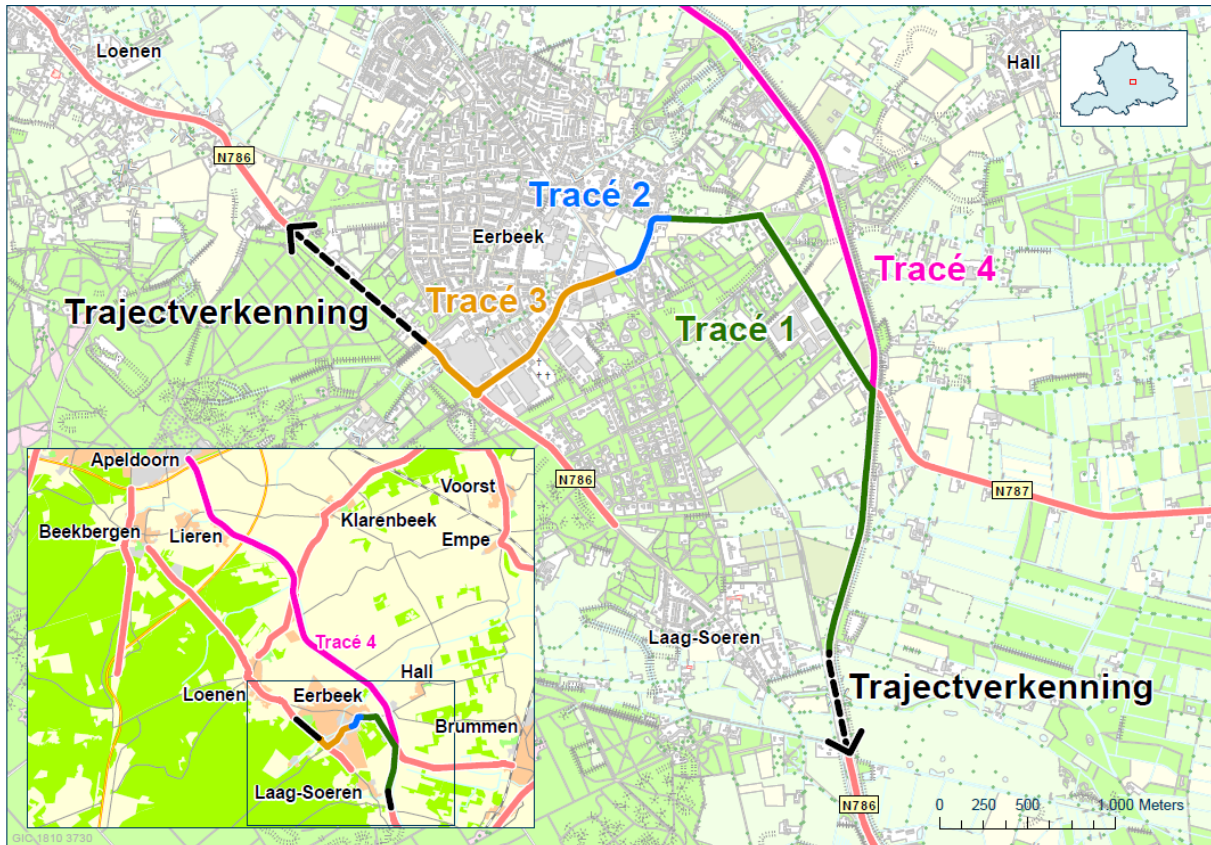 Loenen
Hall
N786
Tracé 2
Eerbeek
Tracé 4
Tracé 3
Trajectverkenning
Tracé 1
N786
N787
Laag-Soeren
Trajectverkenning
N786
0 250 500 1.000 Meters
Apeldoorn
Voorst
Klarenbeek
Beekbergen
Lieren
Empe
Tracé 4
Hall
Loenen
Eerbeek
Brummen
Laag-Soeren
GIC 1810 3730